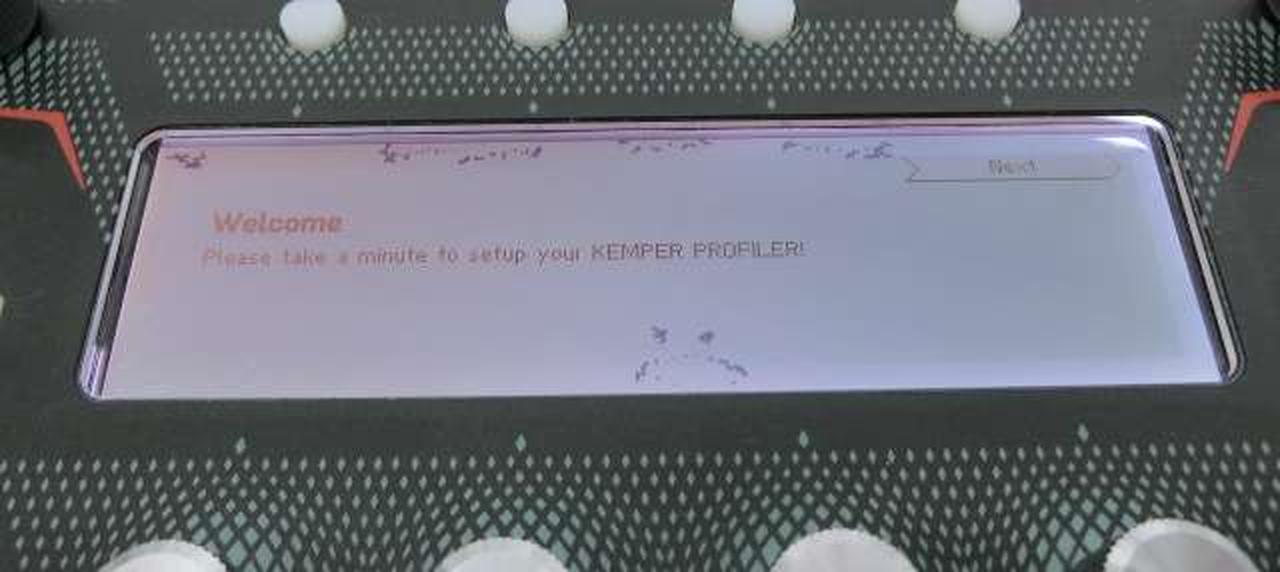 Next
Welcome
Please take a minute to setup your KEMPER PROFILER!